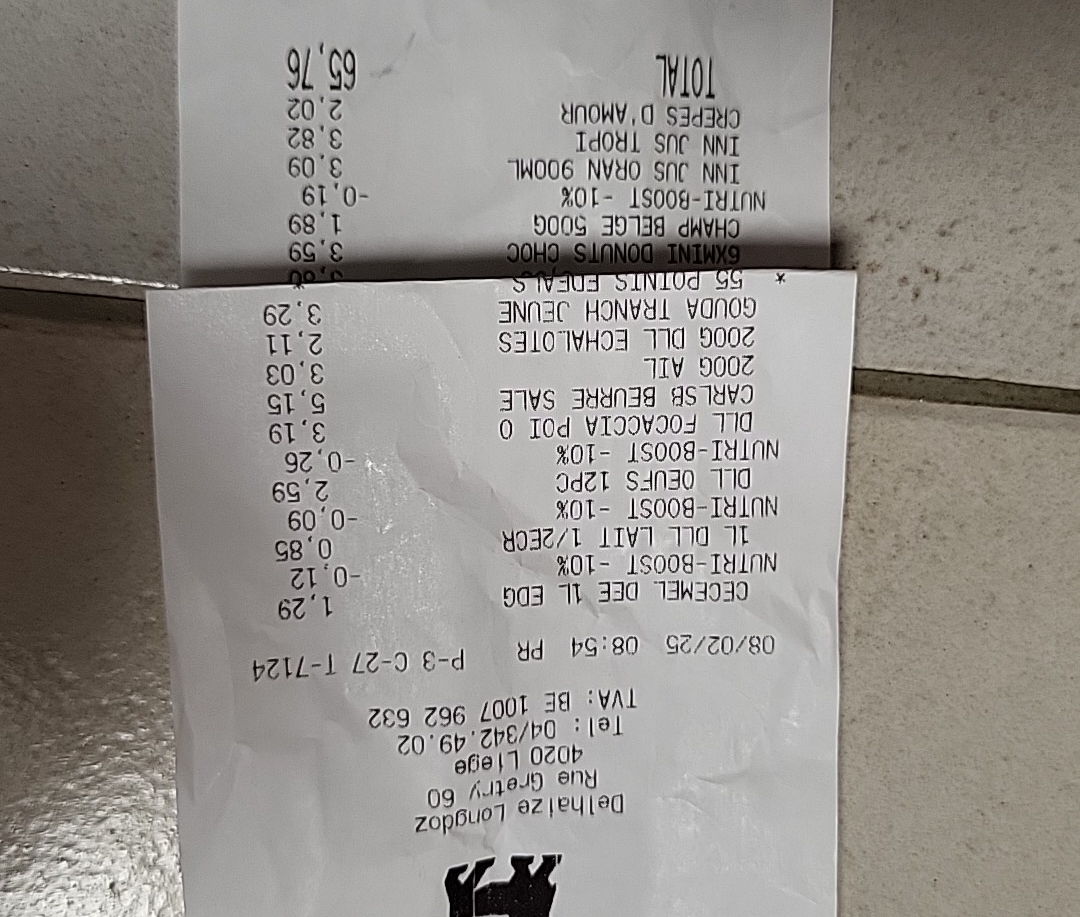 Delhaize Longdoz
Rue Gretry 60
4020 Liege
Tel: 04/342.49.02
TVA: BE 1007 962 632
08/02/25 08:54 PR P-3 C-27 T-7124
CECEMEL DEE 1L EDG 1,29
NUTRI-BOOST -10% -0,12
1L DLL LAIT 1/2ECR 0,85
NUTRI-BOOST -10% -0,09
DLL OEUFS 12PC 2,59
NUTRI-BOOST -10% -0,26
DLL FOCACCIA POI O 3,19
CARLSB BEURRE SALE 5,15
200G AIL 3,03
200G DLL ECHALOTES 2,11
GOUDA TRANCH JEUNE 3,29
* 55 POINTS
6XMINI DONUTS CHOC 3,59
CHAMP BELGE 500G 1,89
NUTRI-BOOST -10% -0,19
INN JUS ORAN 900ML 3,09
INN JUS TROPI 3,82
CREPES D'AMOUR 2,02
TOTAL 65,76